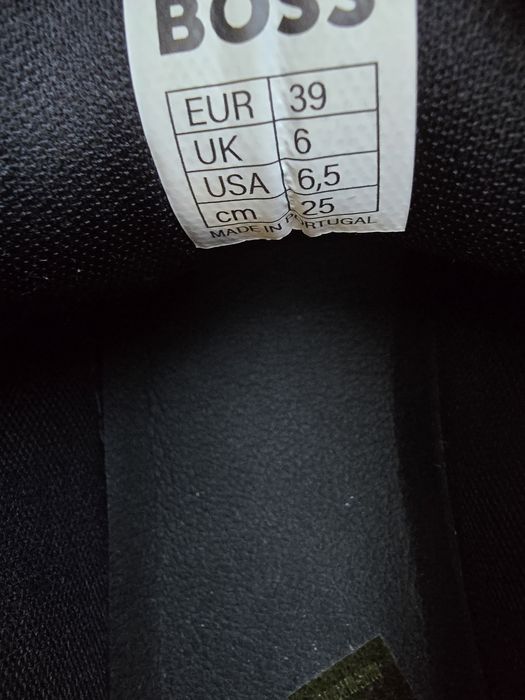 BOSS
EUR 39
UK 6
USA 6,5
cm 25
MADE IN PORTUGAL